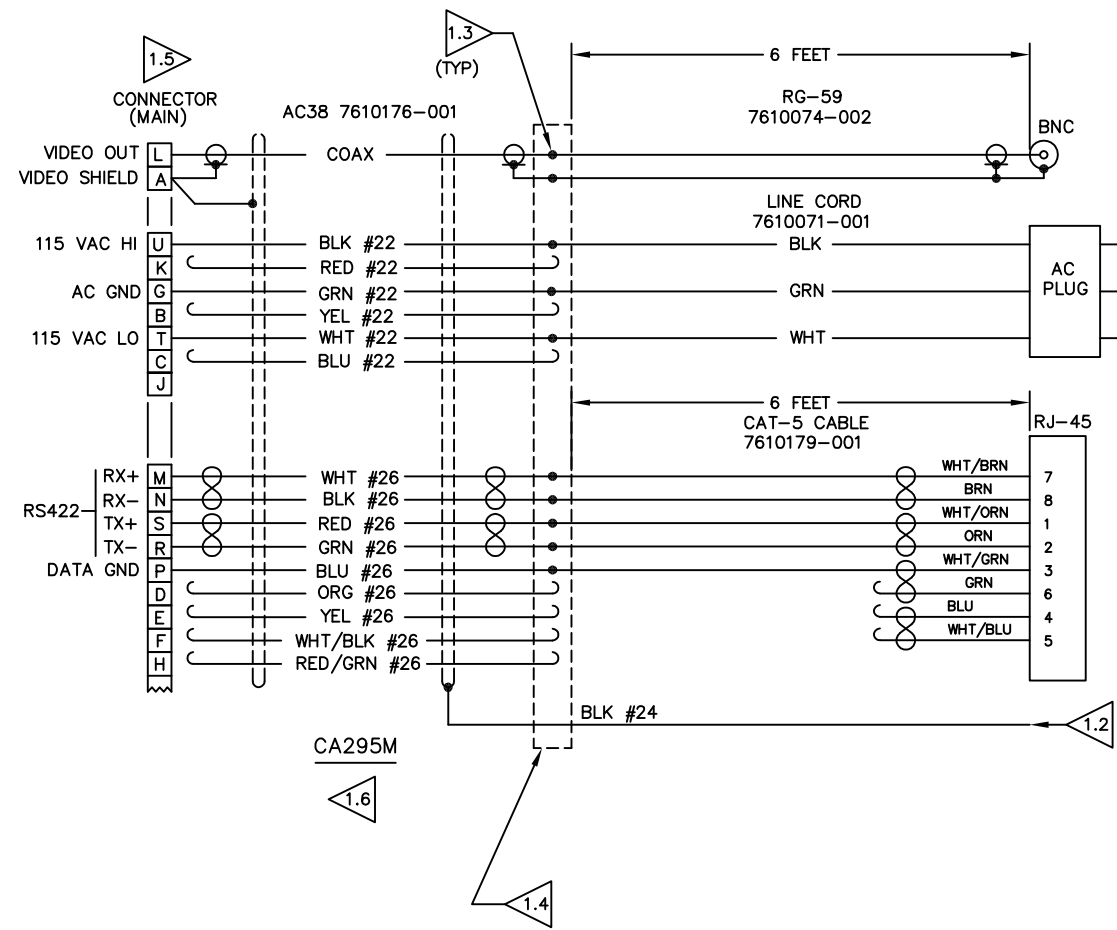 1.5
1.3
(TYP)
6 FEET
CONNECTOR
(MAIN)
AC38 7610176-001
RG-59
7610074-002
BNC
VIDEO OUT L COAX
VIDEO SHIELD A
LINE CORD
7610071-001
115 VAC HI U BLK #22 BLK
K RED #22
AC GND G GRN #22 GRN
B YEL #22
115 VAC LO T WHT #22 WHT
C BLU #22
J
AC
PLUG
6 FEET
CAT-5 CABLE
7610179-001
RJ-45
RS422
RX+ M WHT #26 WHT/BRN 7
RX- N BLK #26 BRN 8
TX+ S RED #26 WHT/ORN 1
TX- R GRN #26 ORN 2
DATA GND P BLU #26 WHT/GRN 3
D ORG #26 GRN 6
E YEL #26 BLU 4
F WHT/BLK #26 WHT/BLU 5
H RED/GRN #26
BLK #24
1.2
CA295M
1.6
1.4